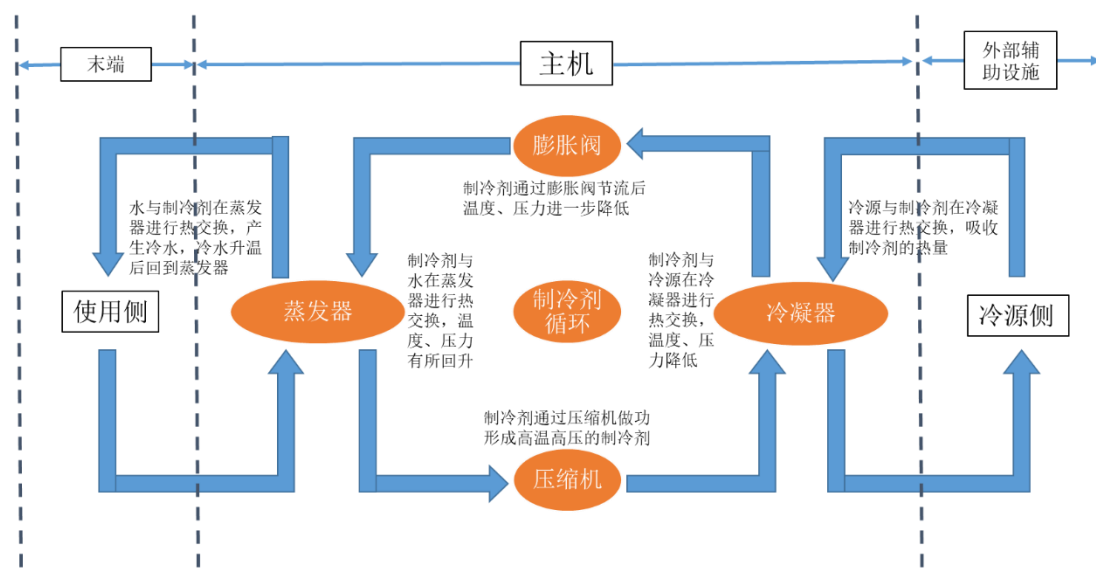 末端
主机
外部辅
助设施
膨胀阀
制冷剂通过膨胀阀节流后
温度、压力进一步降低
水与制冷剂在蒸发
器进行热交换，产
生冷水，冷水升温
后回到蒸发器
冷源与制冷剂在冷凝
器进行热交换，吸收
制冷剂的热量
制冷剂与
水在蒸发
器进行热
交换，温
度、压力
有所回升
制冷剂与
冷源在冷
凝器进行
热交换，
温度、压
力降低
使用侧
蒸发器
制冷剂
循环
冷凝器
冷源侧
制冷剂通过压缩机做功
形成高温高压的制冷剂
压缩机